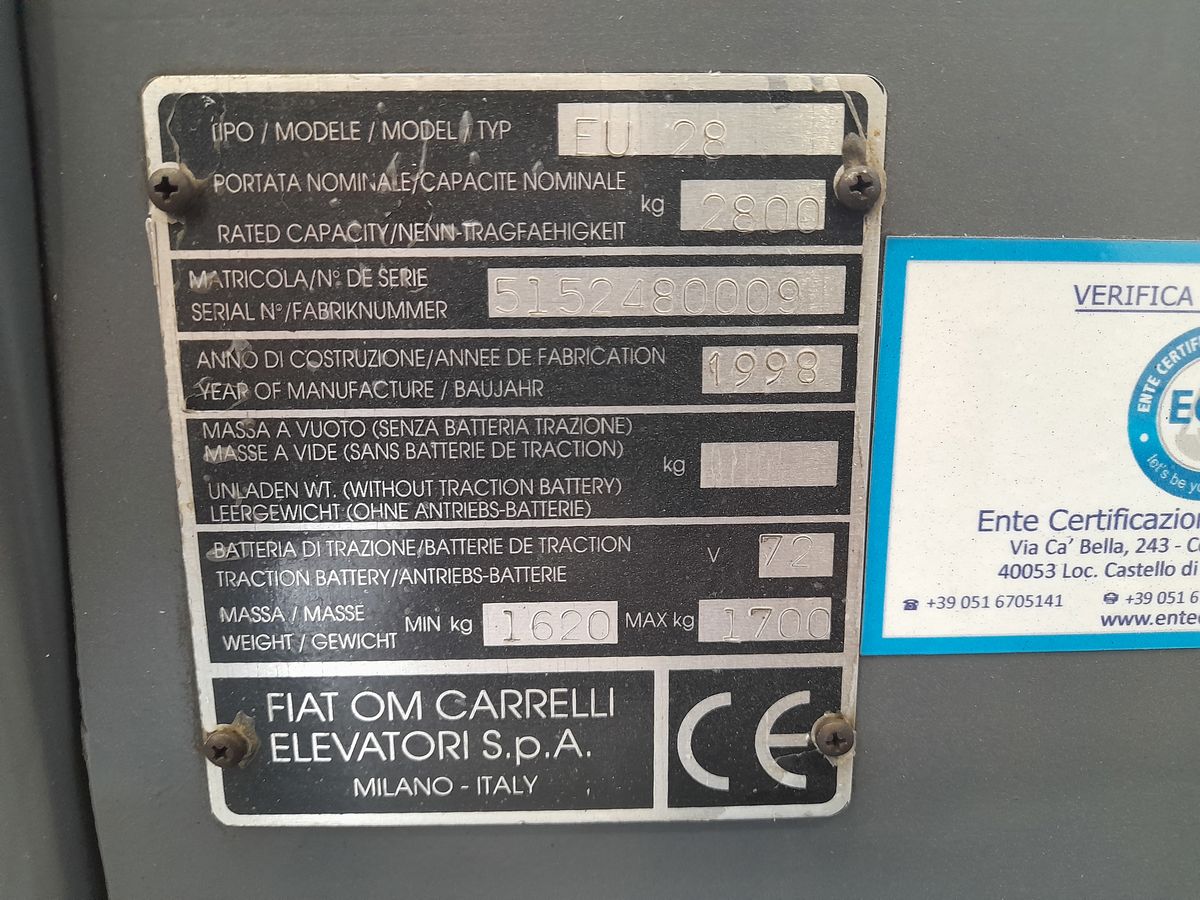 TIPO / MODELE / MODEL / TYP EU 28
PORTATA NOMINALE/CAPACITE NOMINALE
RATED CAPACITY/NENN-TRAGFAEHIGKEIT kg 2800
MATRICOLA/N° DE SERIE
SERIAL N°/FABRIKNUMMER 5152480009
ANNO DI COSTRUZIONE/ANNEE DE FABRICATION
YEAR OF MANUFACTURE / BAUJAHR 1998
MASSA A VUOTO (SENZA BATTERIA TRAZIONE)
MASSE A VIDE (SANS BATTERIE DE TRACTION)
kg
UNLADEN WT. (WITHOUT TRACTION BATTERY)
LEERGEWICHT (OHNE ANTRIEBS-BATTERIE)
BATTERIA DI TRAZIONE/BATTERIE DE TRACTION V 72
TRACTION BATTERY/ANTRIEBS-BATTERIE
MASSA / MASSE
WEIGHT / GEWICHT MIN kg 1620 MAX kg 1700
FIAT OM CARRELLI
ELEVATORI S.p.A.
MILANO - ITALY
CE
VERIFICA
ENTE
let's be
Ente
Via Ca' Bella, 243 -
40053 Loc. Castello di
+39 051 6705141 +39 051 6